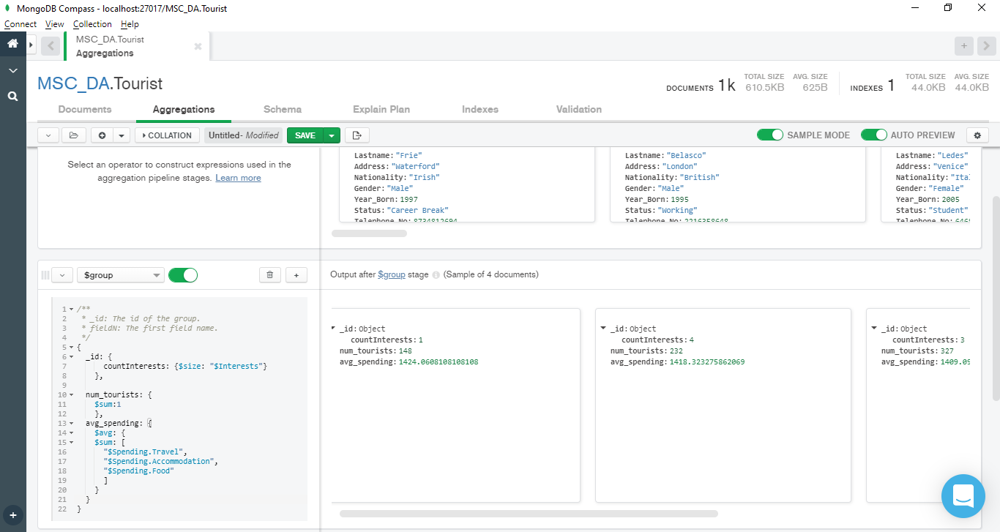 MongoDB Compass - localhost:27017/MSC_DA.Tourist
Connect View Collection Help
MSC_DA.Tourist
Aggregations
MSC_DA.Tourist
DOCUMENTS 1k
TOTAL SIZE 610.5KB
AVG. SIZE 625B
INDEXES 1
TOTAL SIZE 44.0KB
AVG. SIZE 44.0KB
Documents Aggregations Schema Explain Plan Indexes Validation
COLLATION Untitled- Modified SAVE SAMPLE MODE AUTO PREVIEW
Select an operator to construct expressions used in the
aggregation pipeline stages. Learn more
Lastname: "Frie"
Address: "Waterford"
Nationality: "Irish"
Gender: "Male"
Year_Born: 1997
Status: "Career Break"
Telephone_No: 8734812694
Lastname: "Belasco"
Address: "London"
Nationality: "British"
Gender: "Male"
Year_Born: 1995
Status: "Working"
Telephone_No: 2216358648
Lastname: "Ledes"
Address: "Venice"
Nationality: "Ita
Gender: "Female"
Year_Born: 2005
Status: "Student"
Telephone_No:
$group
Output after $group stage (Sample of 4 documents)
1 /**
2 * _id: The id of the group.
3 * fieldN: The first field name.
4 */
5 {
6 _id: {
7 countInterests: {$size: "$Interests"}
8 },
9
10 num_tourists: {
11 $sum:1
12 },
13 avg_spending: {
14 $avg: {
15 $sum: [
16 "$Spending.Travel",
17 "$Spending.Accommodation",
18 "$Spending.Food"
19 ]
20 }
21 }
22 }
_id: Object
countInterests: 1
num_tourists: 148
avg_spending: 1424.0608108108108
_id: Object
countInterests: 4
num_tourists: 232
avg_spending: 1418.323275862069
_id: Object
countInterests: 3
num_tourists: 327
avg_spending: 1409.09